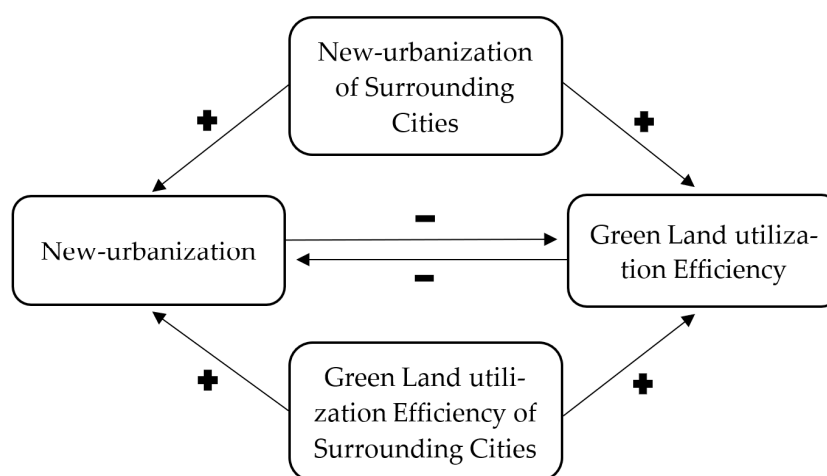 New-urbanization
of Surrounding
Cities
+
+
New-urbanization
-
-
Green Land utiliza-
tion Efficiency
+
+
Green Land utili-
zation Efficiency of
Surrounding Cities